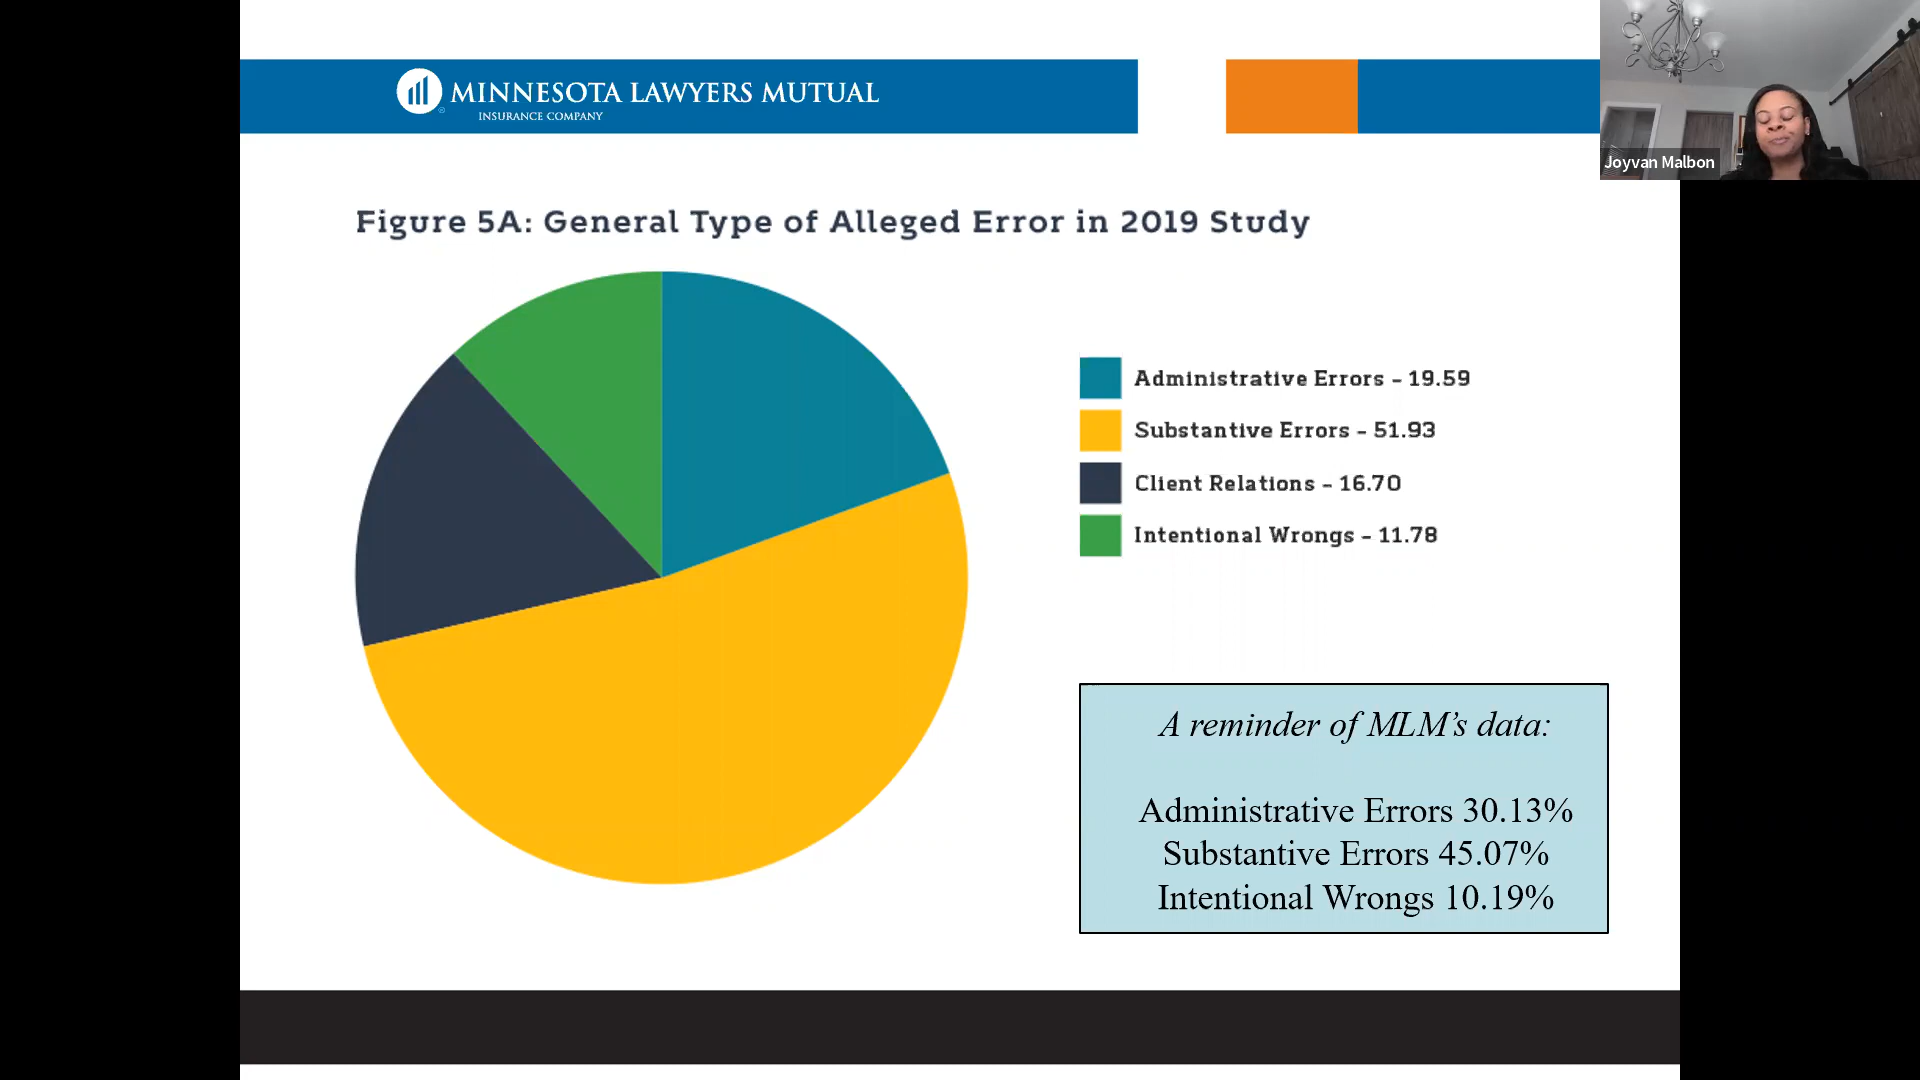 MINNESOTA LAWYERS MUTUAL
INSURANCE COMPANY
Joyvan Malbon
Figure 5A: General Type of Alleged Error in 2019 Study
Administrative Errors - 19.59
Substantive Errors - 51.93
Client Relations - 16.70
Intentional Wrongs - 11.78
A reminder of MLM’s data:
Administrative Errors 30.13%
Substantive Errors 45.07%
Intentional Wrongs 10.19%